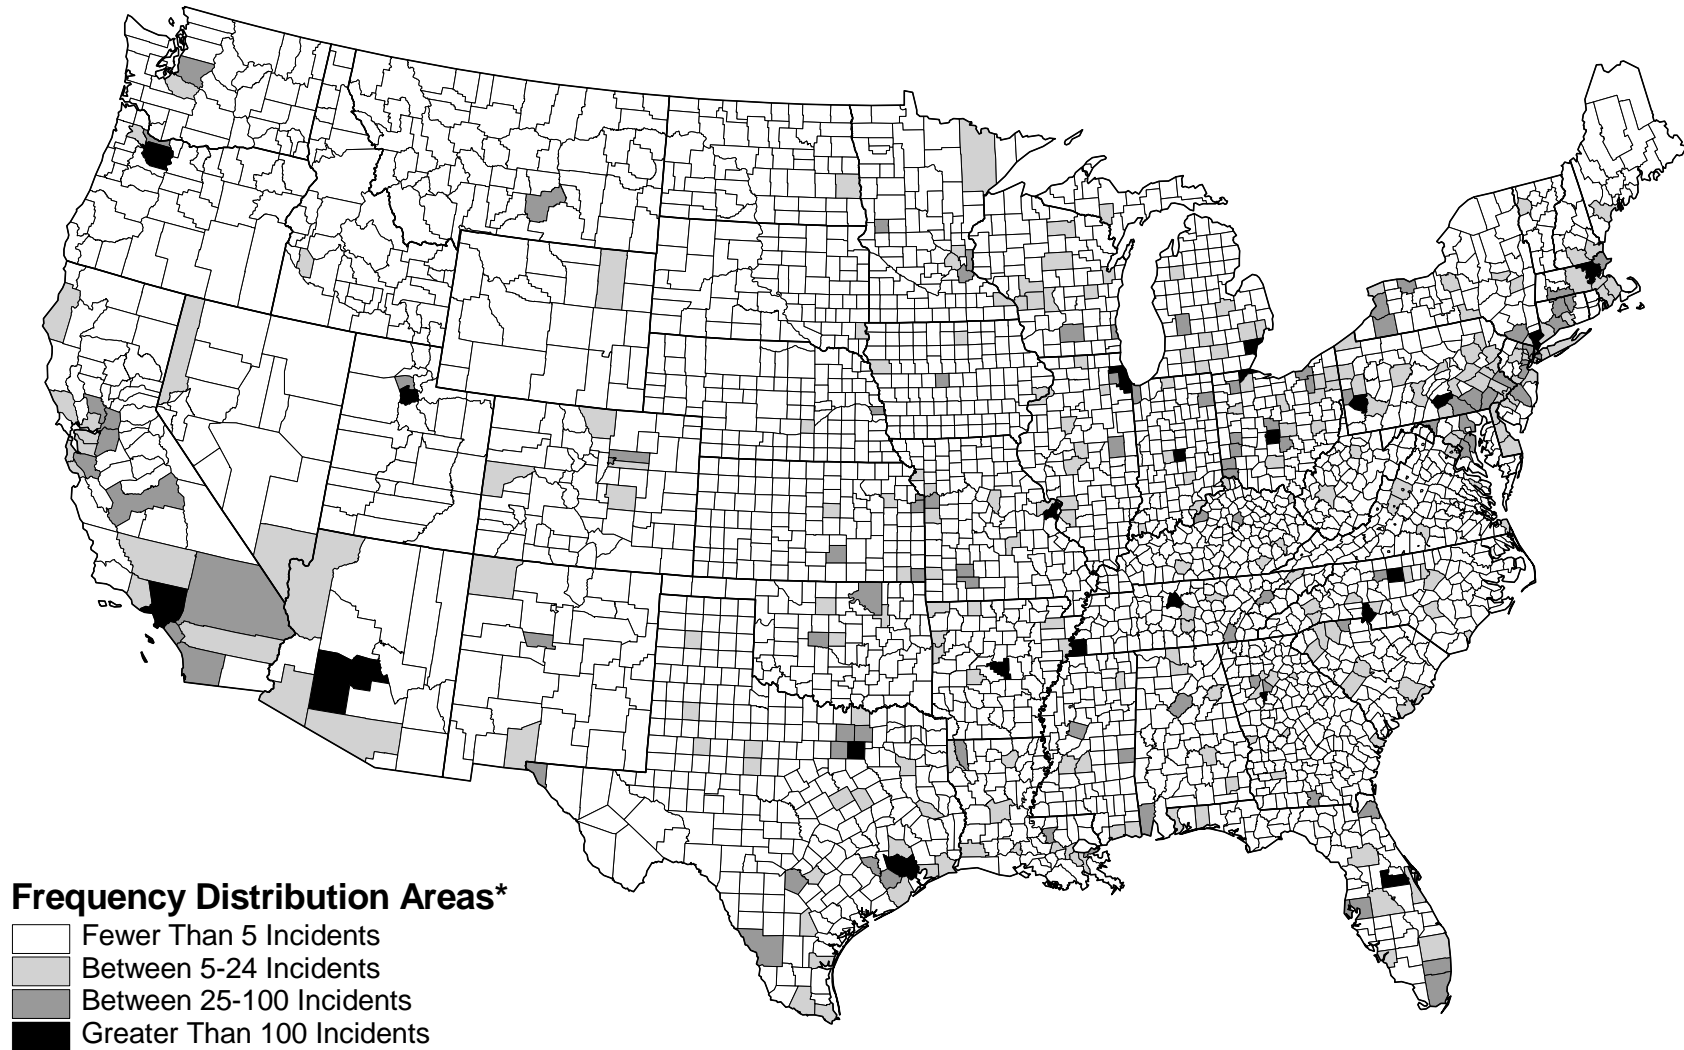 Frequency Distribution Areas*
Fewer Than 5 Incidents
Between 5-24 Incidents
Between 25-100 Incidents
Greater Than 100 Incidents